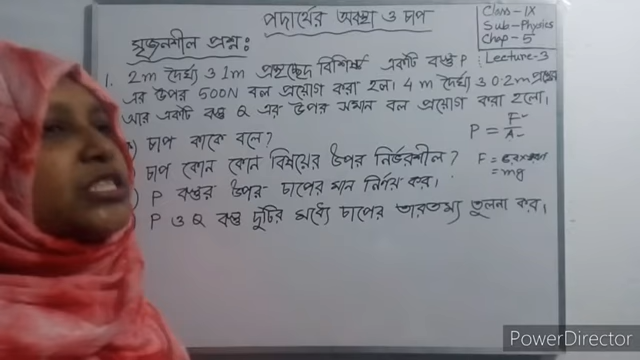 পদার্থের অবস্থা ও চাপ
Class-IX
Sub-Physics
Chap-5
Lecture-3
সৃজনশীল প্রশ্ন:
1. 2m দৈর্ঘ্য ও 1m প্রস্থচ্ছেদ বিশিষ্ট একটি বস্তু P
এর উপর 500N বল প্রয়োগ করা হল। 4 m দৈর্ঘ্য ও 0.2m
আর একটি বস্তু Q এর উপর সমান বল প্রয়োগ করা হলো।
চাপ কাকে বলে?
চাপ কোন কোন বিষয়ের উপর নির্ভরশীল?
P বস্তুর উপর চাপের মান নির্ণয় কর।
P ও Q বস্তু দুটির মধ্যে চাপের তারতম্য তুলনা কর।
P = F/A
F =
= mg
PowerDirector